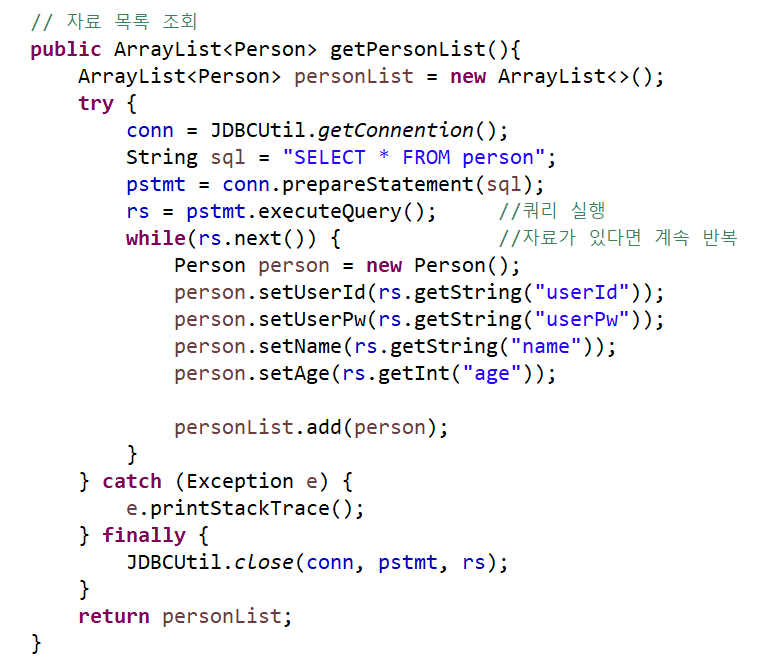 // 자료 목록 조회
public ArrayList<Person> getPersonList(){
    ArrayList<Person> personList = new ArrayList<>();
    try {
        conn = JDBCUtil.getConnention();
        String sql = "SELECT * FROM person";
        pstmt = conn.prepareStatement(sql);
        rs = pstmt.executeQuery();     //쿼리 실행
        while(rs.next()) {             //자료가 있다면 계속 반복
            Person person = new Person();
            person.setUserId(rs.getString("userId"));
            person.setUserPw(rs.getString("userPw"));
            person.setName(rs.getString("name"));
            person.setAge(rs.getInt("age"));

            personList.add(person);
        }
    } catch (Exception e) {
        e.printStackTrace();
    } finally {
        JDBCUtil.close(conn, pstmt, rs);
    }
    return personList;
}